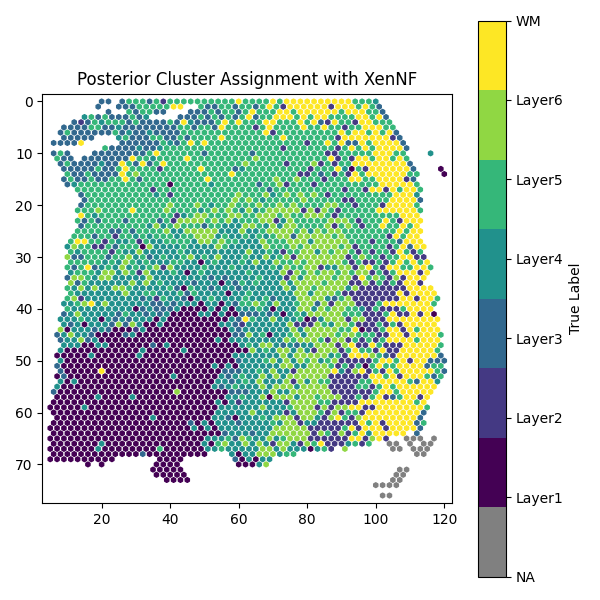 Posterior Cluster Assignment with XenNF
0
10
20
30
40
50
60
70
20
40
60
80
100
120
WM
Layer6
Layer5
Layer4
Layer3
Layer2
Layer1
NA
True Label